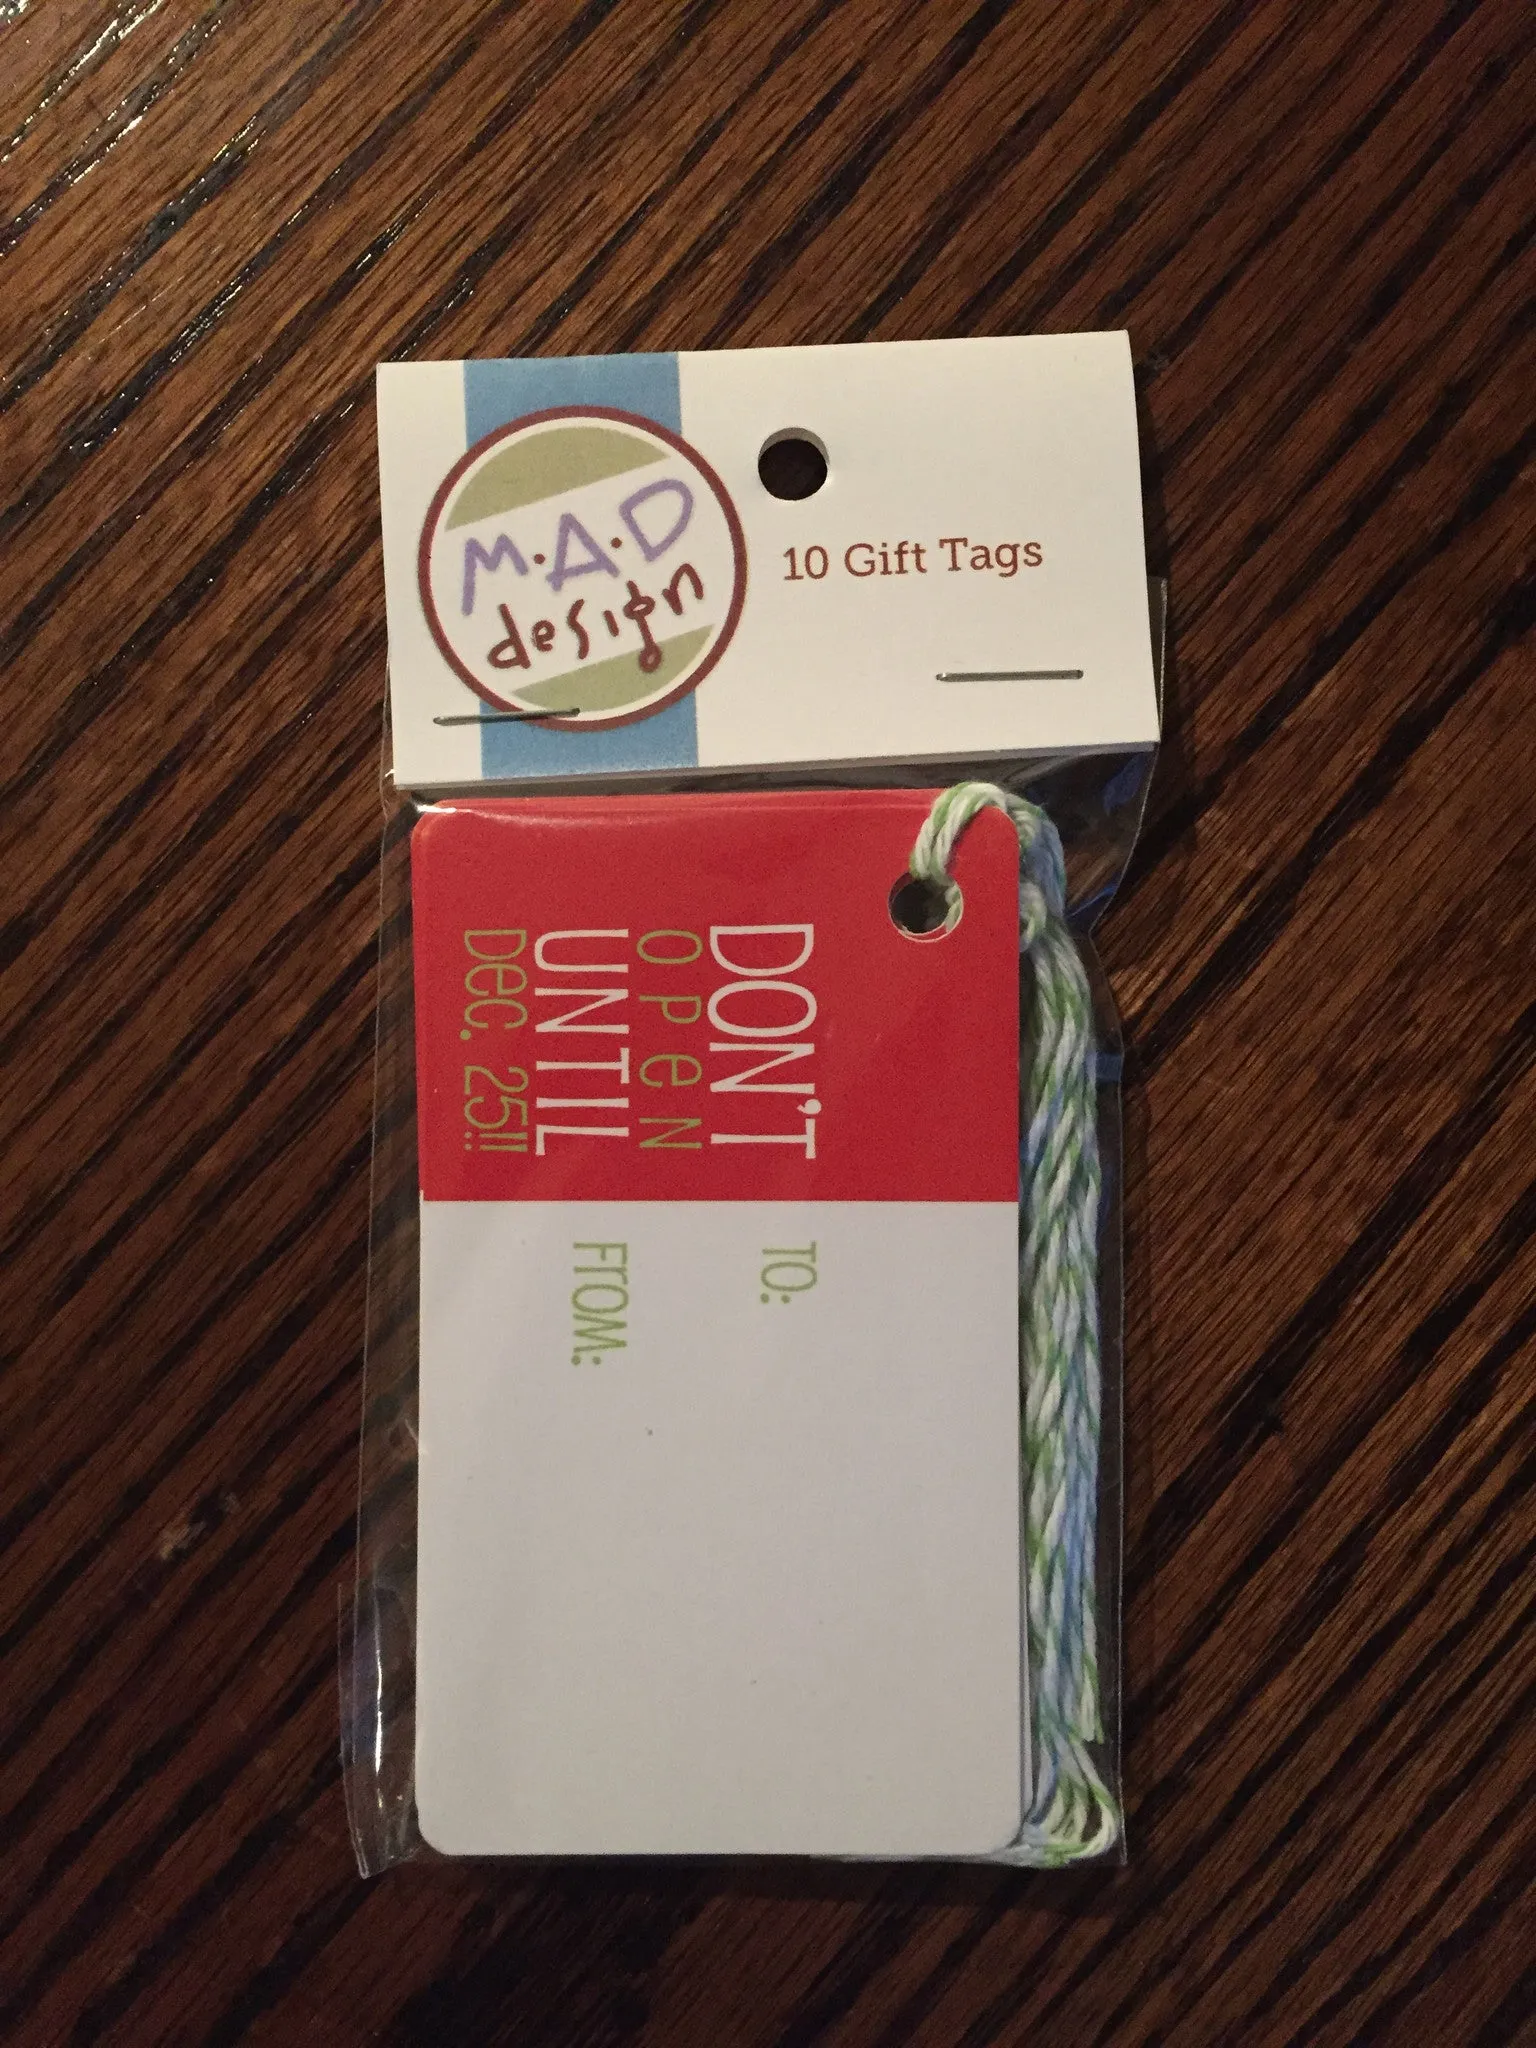 M.A.D
design
10 Gift Tags
DON'T
OPeN
UNTIL
Dec. 25!!
TO:
FrOM: